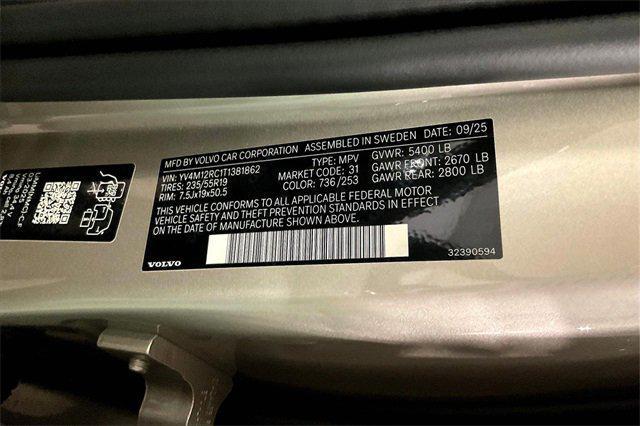 MFD BY VOLVO CAR CORPORATION ASSEMBLED IN SWEDEN DATE: 09/25
VIN: YV4M12RC1T1381862 TYPE: MPV GVWR: 5400 LB
TIRES: 235/55R19 MARKET CODE: 31 GAWR FRONT: 2670 LB
RIM: 7.5Jx19x50.5 COLOR: 736/253 GAWR REAR: 2800 LB
THIS VEHICLE CONFORMS TO ALL APPLICABLE FEDERAL MOTOR
VEHICLE SAFETY AND THEFT PREVENTION STANDARDS IN EFFECT
ON THE DATE OF MANUFACTURE SHOWN ABOVE.
VOLVO
32390594